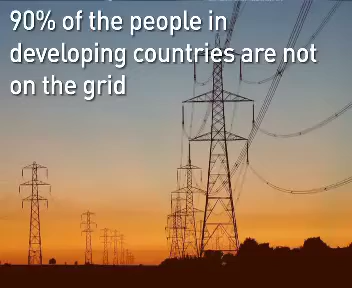 90% of the people in
developing countries are not
on the grid